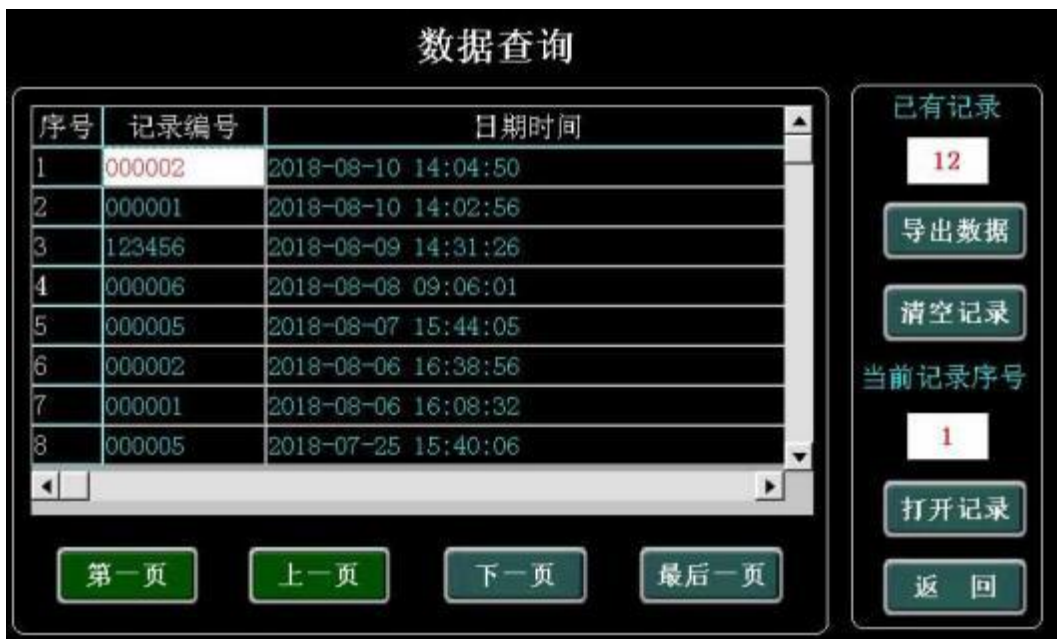 数据查询
序号 记录编号 日期时间
1 000002 2018-08-10 14:04:50
2 000001 2018-08-10 14:02:56
3 123456 2018-08-09 14:31:26
4 000006 2018-08-08 09:06:01
5 000005 2018-08-07 15:44:05
6 000002 2018-08-06 16:38:56
7 000001 2018-08-06 16:08:32
8 000005 2018-07-25 15:40:06
第一页 上一页 下一页 最后一页
已有记录
12
导出数据
清空记录
当前记录序号
1
打开记录
返 回